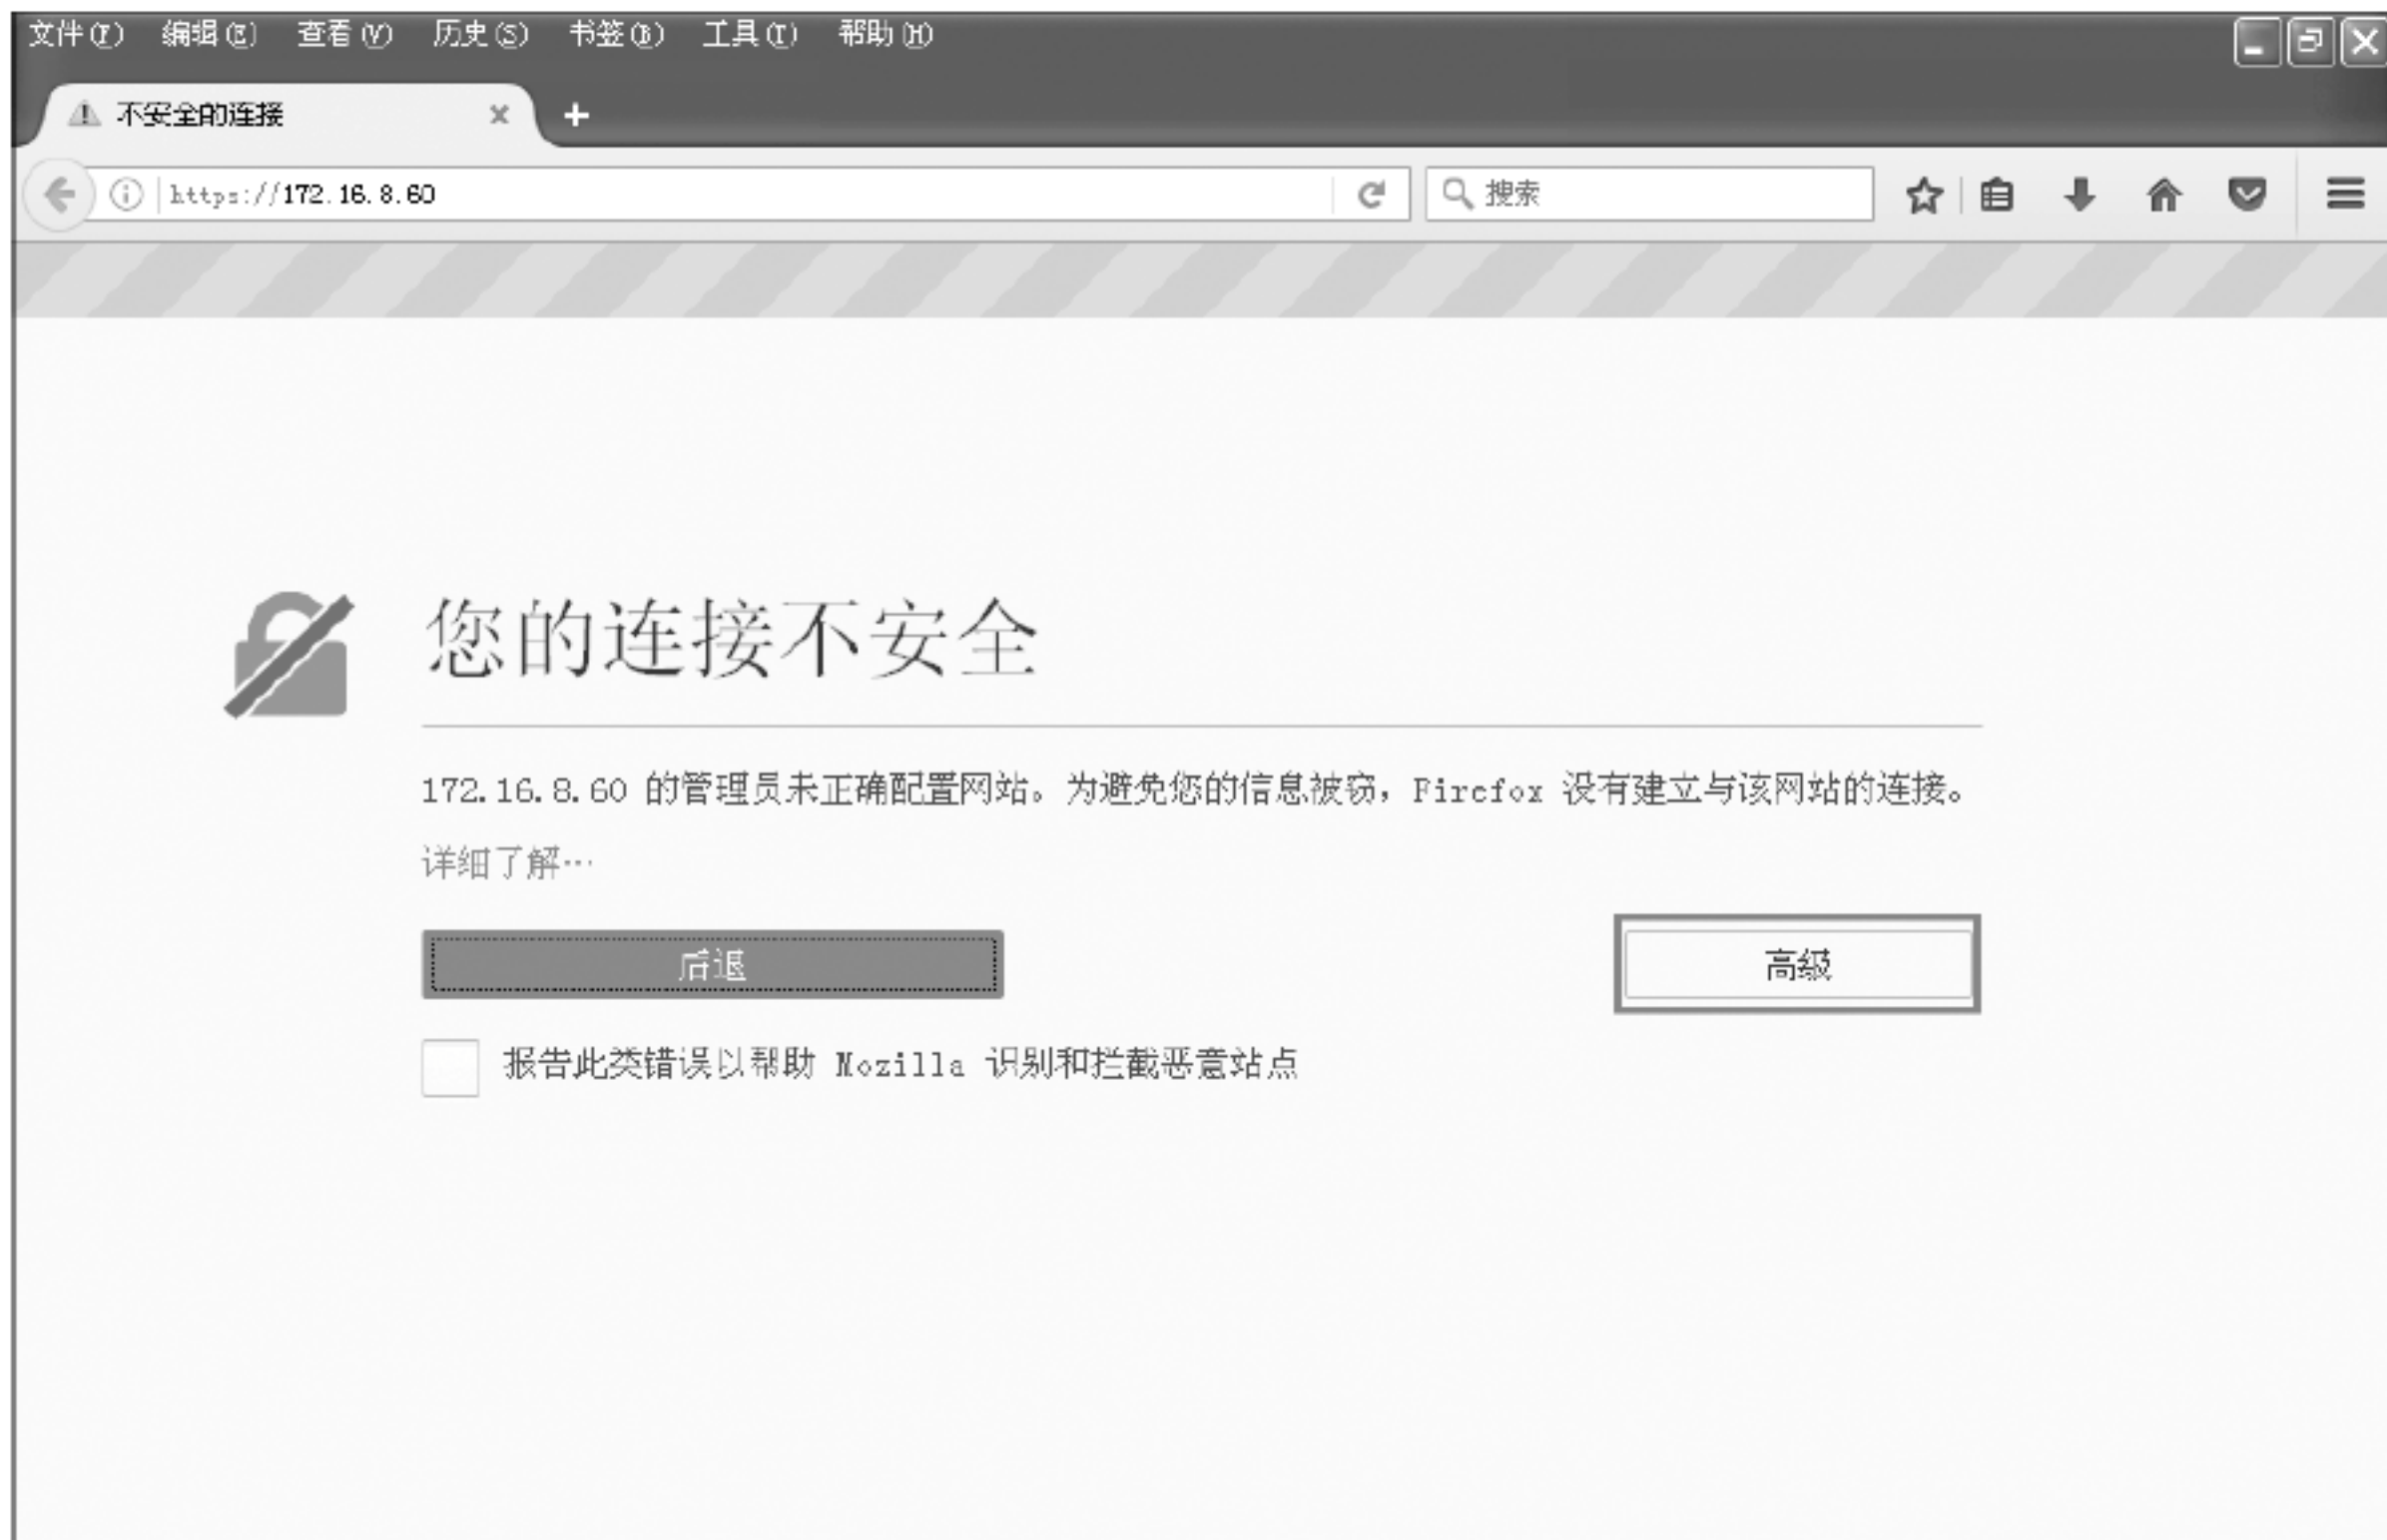 文件(F) 编辑(E) 查看(V) 历史(S) 书签(B) 工具(T) 帮助(H)
不安全的连接
https://172.16.8.60 搜索
您的连接不安全
172.16.8.60 的管理员未正确配置网站。为避免您的信息被窃，Firefox 没有建立与该网站的连接。
详细了解…
后退 高级
报告此类错误以帮助 Mozilla 识别和拦截恶意站点